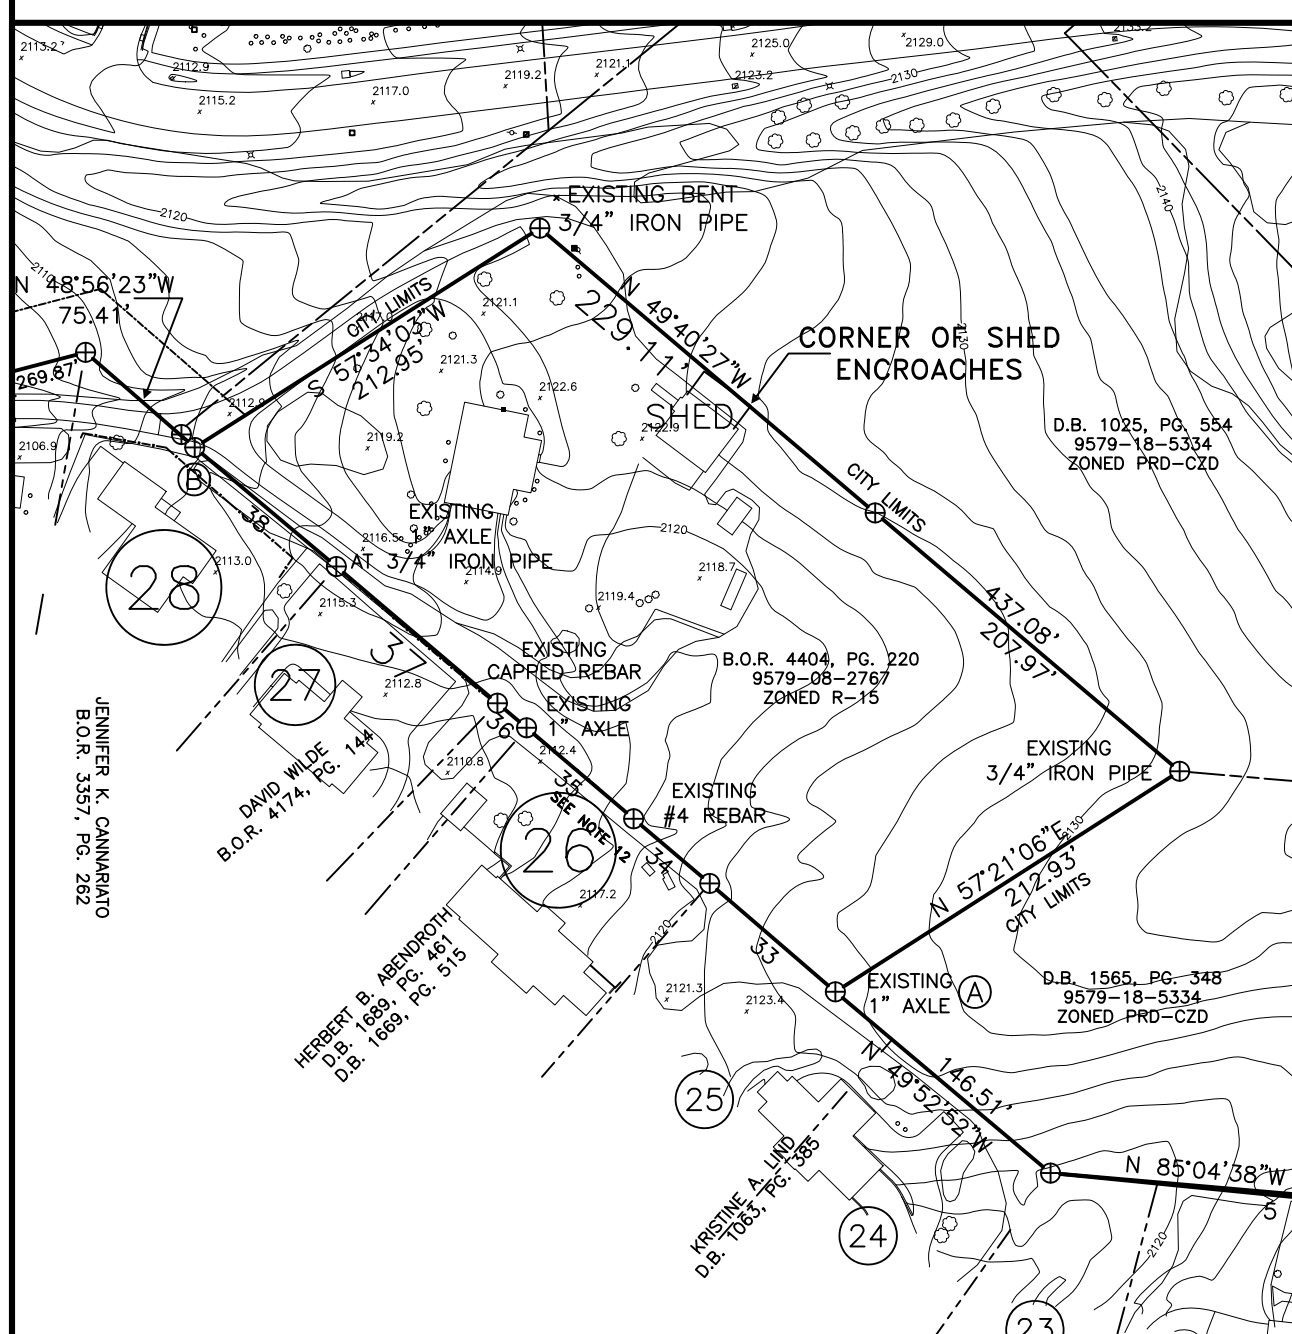 2113.2
2112.9
2115.2
2117.0
2119.2
2121.1
2125.0
2123.2
2129.0
2133.2
2130
2140
2120
2110
EXISTING BENT
3/4" IRON PIPE
N 48°56'23"W
75.41'
269.87'
CITY LIMITS
S 57°34'03"W
212.95'
2117.0
2121.1
2121.3
2122.6
2112.9
2119.2
2106.9
N 49°40'27"W
229.11'
CORNER OF SHED
ENCROACHES
2130
SHED
2122.9
D.B. 1025, PG. 554
9579-18-5334
ZONED PRD-CZD
CITY LIMITS
B
38
EXISTING
1" AXLE
AT 3/4" IRON PIPE
2116.5
2114.9
2120
2118.7
2119.4
28
2113.0
2115.3
437.08'
207.97'
37
27
2112.8
EXISTING
CAPPED REBAR
EXISTING
1" AXLE
36
B.O.R. 4404, PG. 220
9579-08-2767
ZONED R-15
JENNIFER K. CANNARIATO
B.O.R. 3357, PG. 262
DAVID WILDE
B.O.R. 4174, PG. 144
2110.8
2112.4
35
SEE NOTE 12
26
EXISTING
#4 REBAR
34
EXISTING
3/4" IRON PIPE
2130
N 57°21'06"E
212.93'
CITY LIMITS
2117.2
2120
33
HERBERT B. ABENDROTH
D.B. 1689, PG. 461
D.B. 1669, PG. 515
2121.3
2123.4
EXISTING
1" AXLE
A
D.B. 1565, PG. 348
9579-18-5334
ZONED PRD-CZD
25
146.51'
N 49°52'52"W
KRISTINE A. LIND
D.B. 1063, PG. 385
24
N 85°04'38"W
5
2120
23